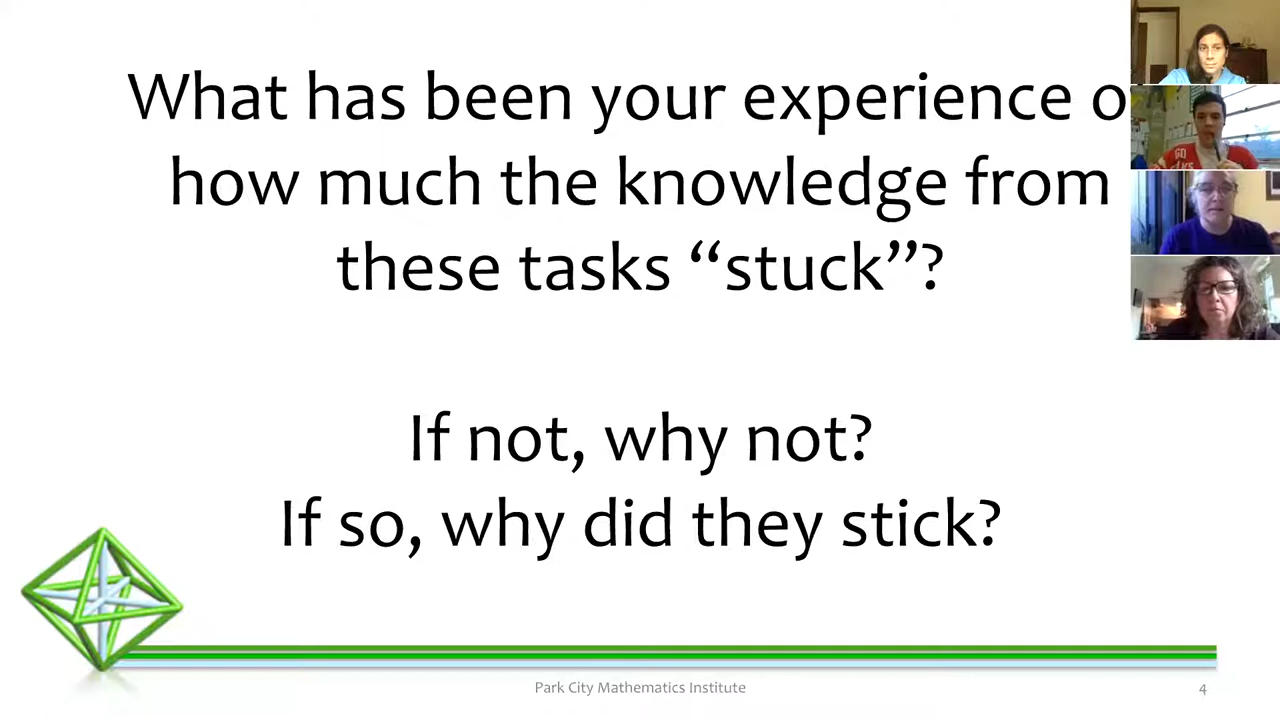 What has been your experience o
how much the knowledge from
these tasks “stuck”?
If not, why not?
If so, why did they stick?
Park City Mathematics Institute
4